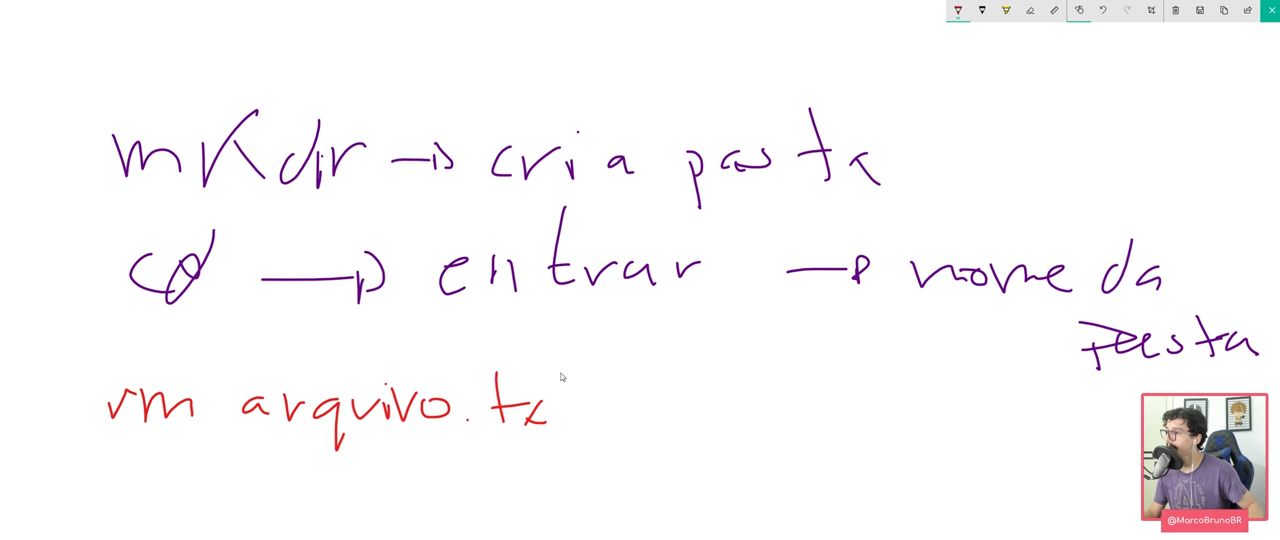 mkdir → cria pasta
cd → entrar → nome da
pasta
rm arquivo.tx
@MarcoBrunoBR